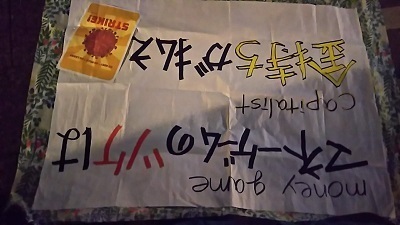 money game
マネーゲームのツケは
Capitalist
金持ちが払え
STRIKE!